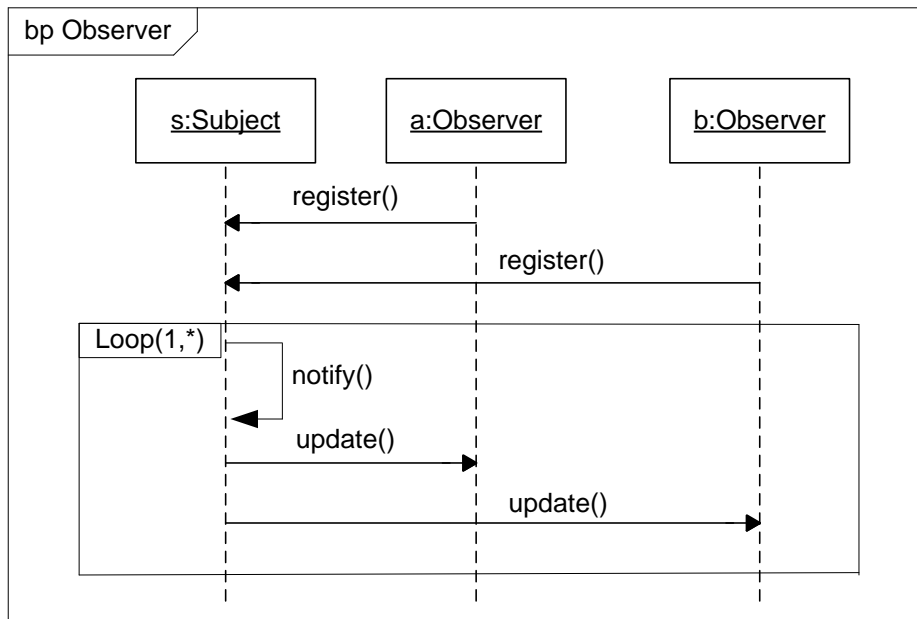 bp Observer
s:Subject
a:Observer
b:Observer
register()
register()
Loop(1,*)
notify()
update()
update()